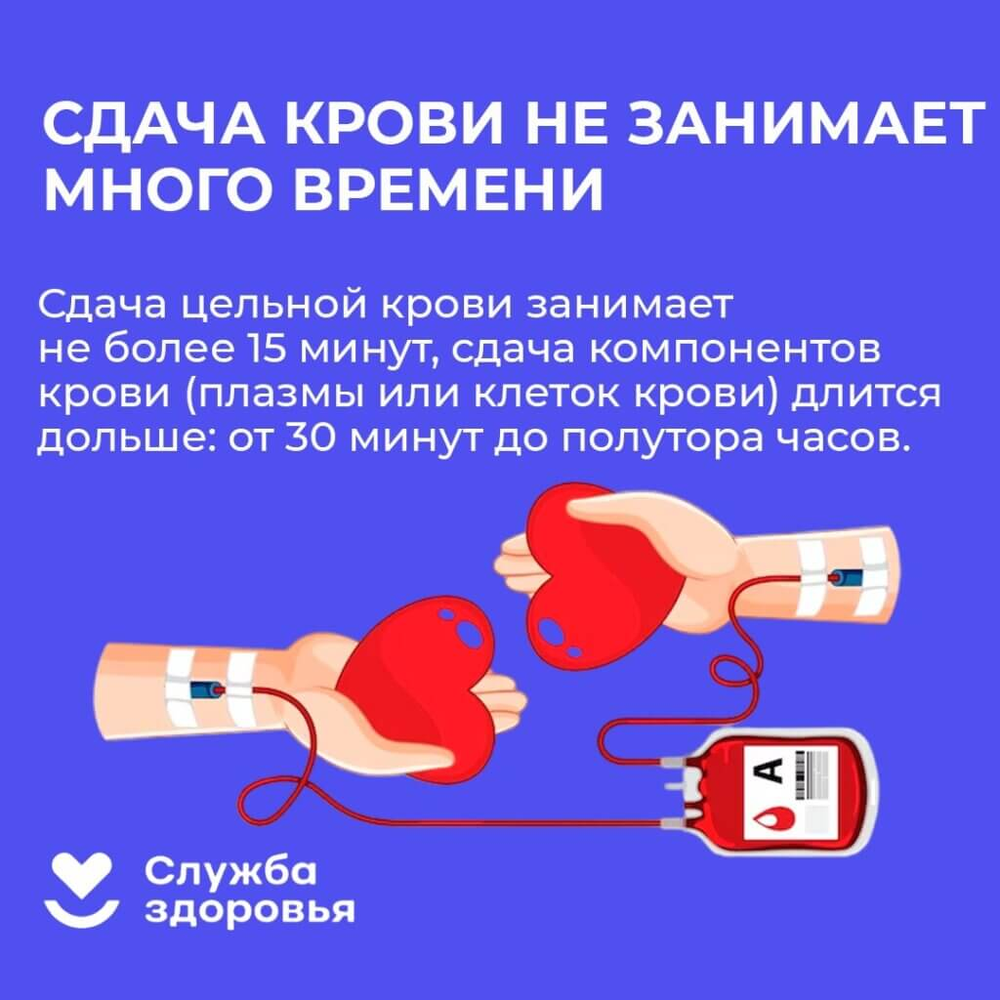 СДАЧА КРОВИ НЕ ЗАНИМАЕТ
МНОГО ВРЕМЕНИ
Сдача цельной крови занимает
не более 15 минут, сдача компонентов
крови (плазмы или клеток крови) длится
дольше: от 30 минут до полутора часов.
A
Служба
здоровья